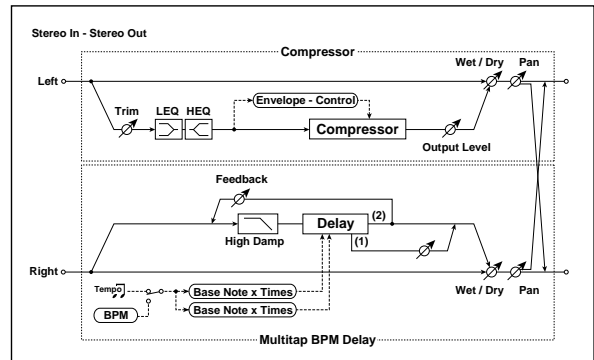 Stereo In - Stereo Out
Compressor
Wet / Dry Pan
Left
Envelope - Control
Trim LEQ HEQ
Compressor
Output Level
Feedback
Delay
(2)
(1)
High Damp
Right
Wet / Dry Pan
Tempo
Base Note x Times
BPM
Base Note x Times
Multitap BPM Delay